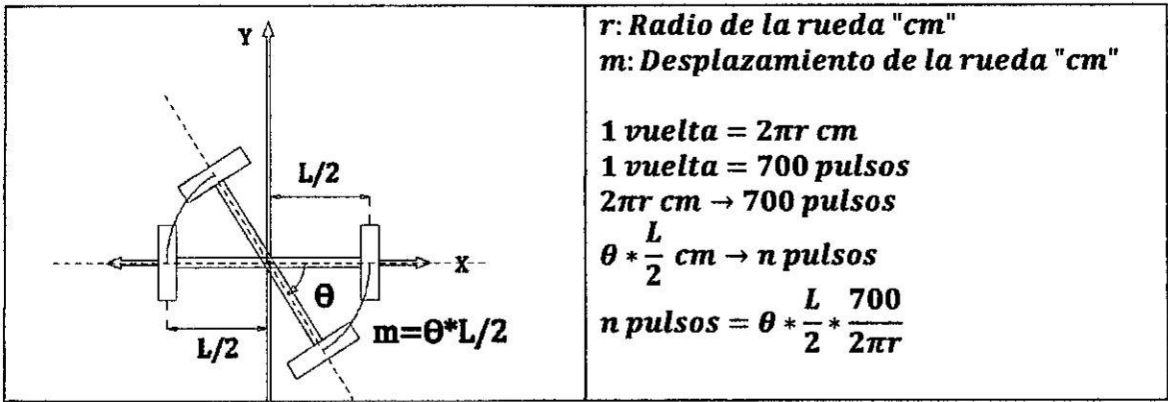 Y
L/2
X
θ
L/2
m=θ*L/2
r: Radio de la rueda "cm"
m: Desplazamiento de la rueda "cm"
1 vuelta = 2πr cm
1 vuelta = 700 pulsos
2πr cm → 700 pulsos
θ * L/2 cm → n pulsos
n pulsos = θ * L/2 * 700/2πr